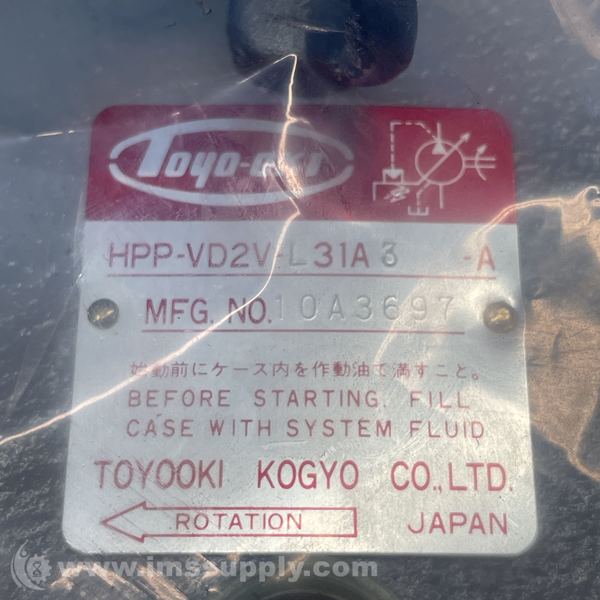 Toyo-oki
HPP-VD2V-L31A3 -A
MFG. NO. 10A3697
始動前にケース内を作動油で満すこと。
BEFORE STARTING, FILL
CASE WITH SYSTEM FLUID
TOYOOKI KOGYO CO., LTD.
ROTATION JAPAN
www.imssupply.com